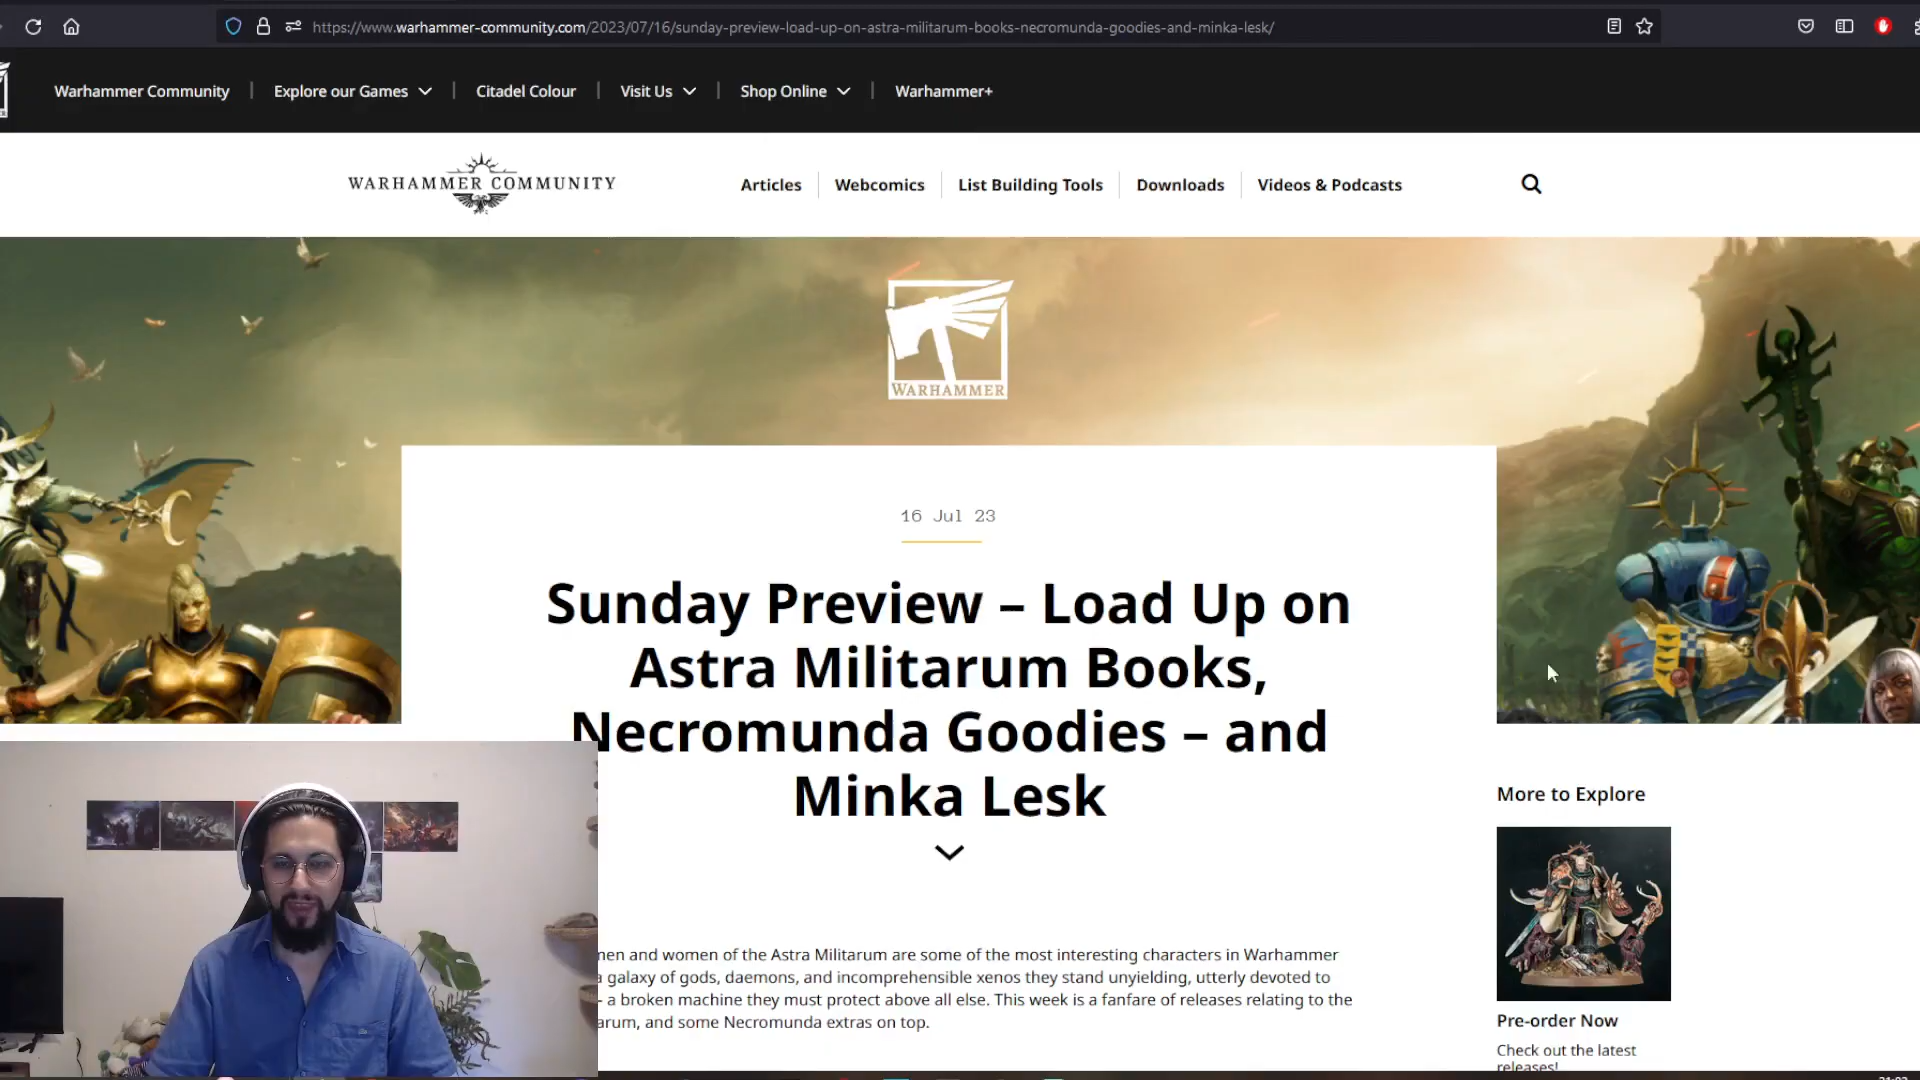 https://www.warhammer-community.com/2023/07/16/sunday-preview-load-up-on-astra-militarum-books-necromunda-goodies-and-minka-lesk/
Warhammer Community
Explore our Games
Citadel Colour
Visit Us
Shop Online
Warhammer+
WARHAMMER COMMUNITY
Articles
Webcomics
List Building Tools
Downloads
Videos & Podcasts
WARHAMMER
16 Jul 23
Sunday Preview – Load Up on
Astra Militarum Books,
Necromunda Goodies – and
Minka Lesk
and women of the Astra Militarum are some of the most interesting characters in Warhammer
a galaxy of gods, daemons, and incomprehensible xenos they stand unyielding, utterly devoted to
– a broken machine they must protect above all else. This week is a fanfare of releases relating to the
and some Necromunda extras on top.
More to Explore
Pre-order Now
Check out the latest
releases!